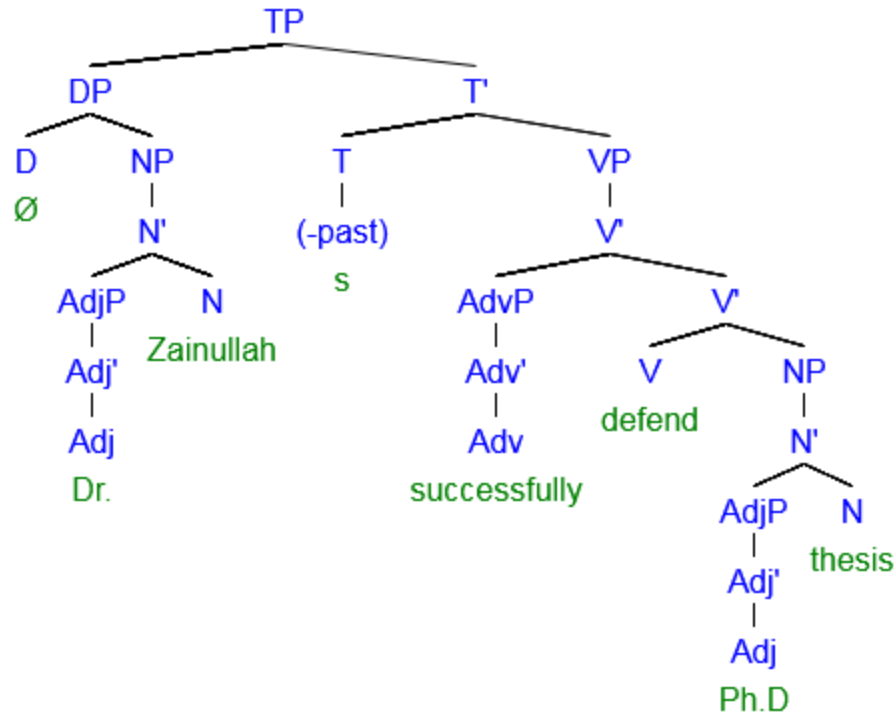 TP
DP T'
D NP T VP
Ø
N' (-past) V'
s
AdjP N AdvP V'
Zainullah
Adj' Adv' V NP
defend
Adj Adv N'
Dr. successfully
AdjP N
thesis
Adj'
Adj
Ph.D